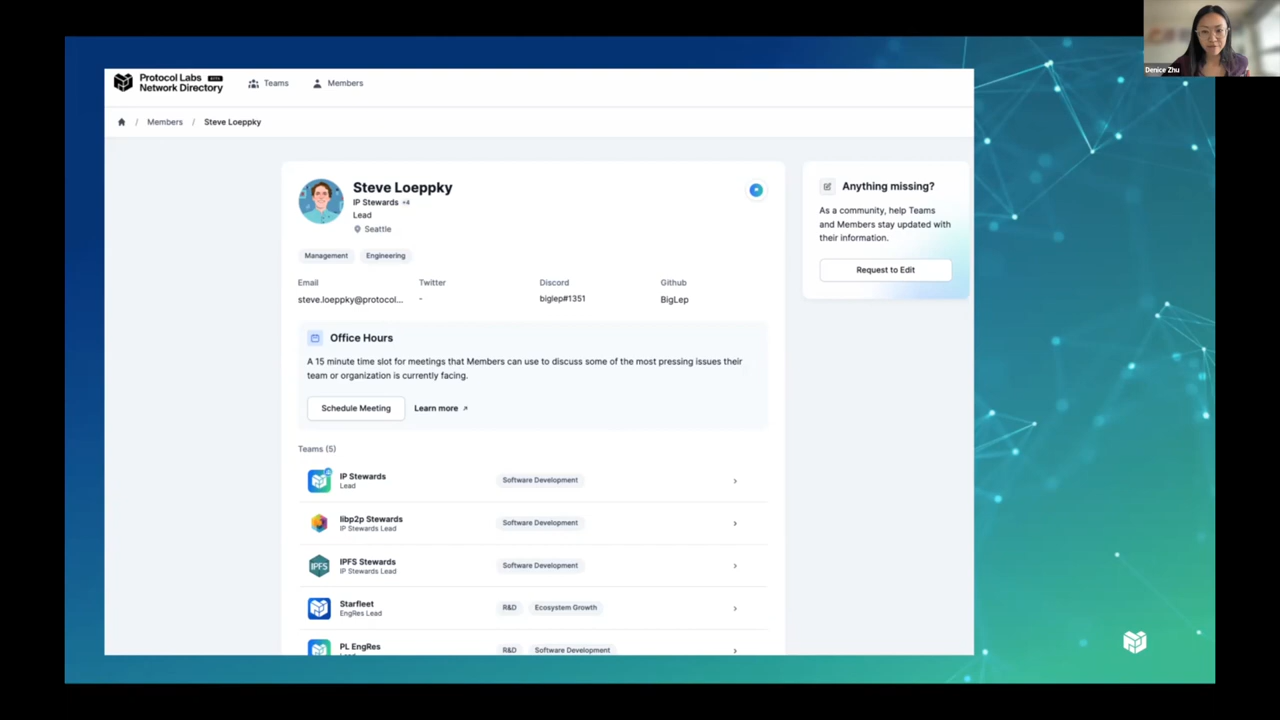 Denice Zhu
Protocol Labs BETA
Network Directory
Teams
Members
/ Members / Steve Loeppky
Steve Loeppky
IP Stewards +4
Lead
Seattle
Management
Engineering
Email
Twitter
Discord
Github
steve.loeppky@protocol...
-
biglep#1351
BigLep
Office Hours
A 15 minute time slot for meetings that Members can use to discuss some of the most pressing issues their
team or organization is currently facing.
Schedule Meeting
Learn more ↗
Teams (5)
IP Stewards
Lead
Software Development
libp2p Stewards
IP Stewards Lead
Software Development
IPFS
IPFS Stewards
IP Stewards Lead
Software Development
Starfleet
EngRes Lead
R&D
Ecosystem Growth
PL EngRes
R&D
Software Development
Anything missing?
As a community, help Teams
and Members stay updated with
their information.
Request to Edit